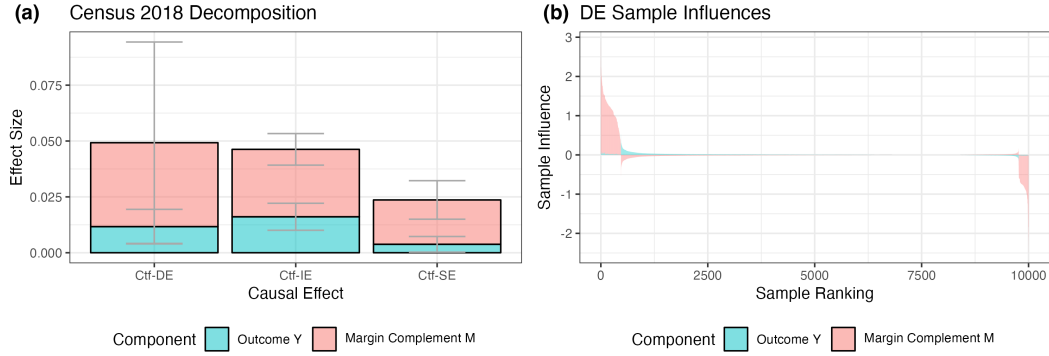 (a) Census 2018 Decomposition
Effect Size
0.075
0.050
0.025
0.000
Ctf-DE Ctf-IE Ctf-SE
Causal Effect
Component Outcome Y Margin Complement M
(b) DE Sample Influences
Sample Influence
3
2
1
0
-1
-2
0 2500 5000 7500 10000
Sample Ranking
Component Outcome Y Margin Complement M